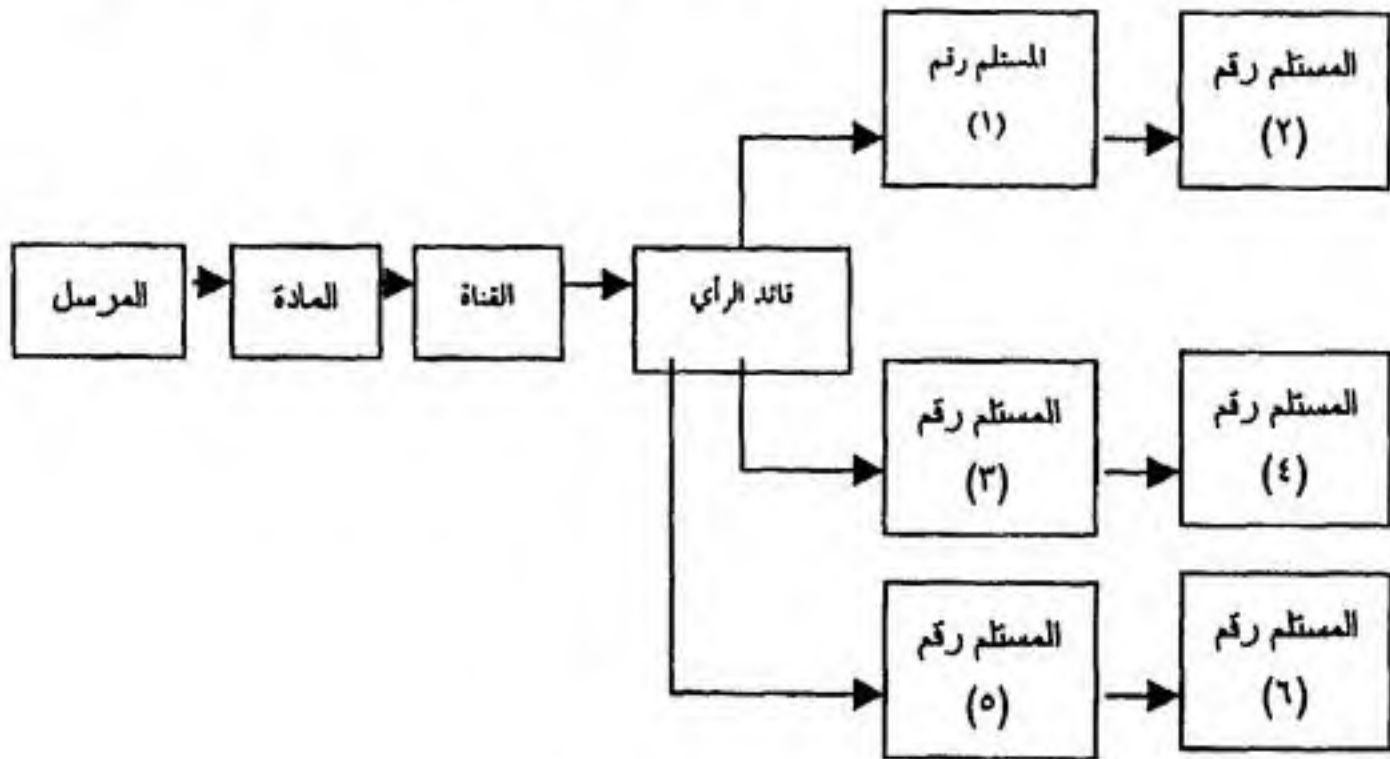 المستلم رقم
(١)
المستلم رقم
(٢)
المرسل
المادة
القناة
قائد الرأي
المستلم رقم
(٣)
المستلم رقم
(٤)
المستلم رقم
(٥)
المستلم رقم
(٦)